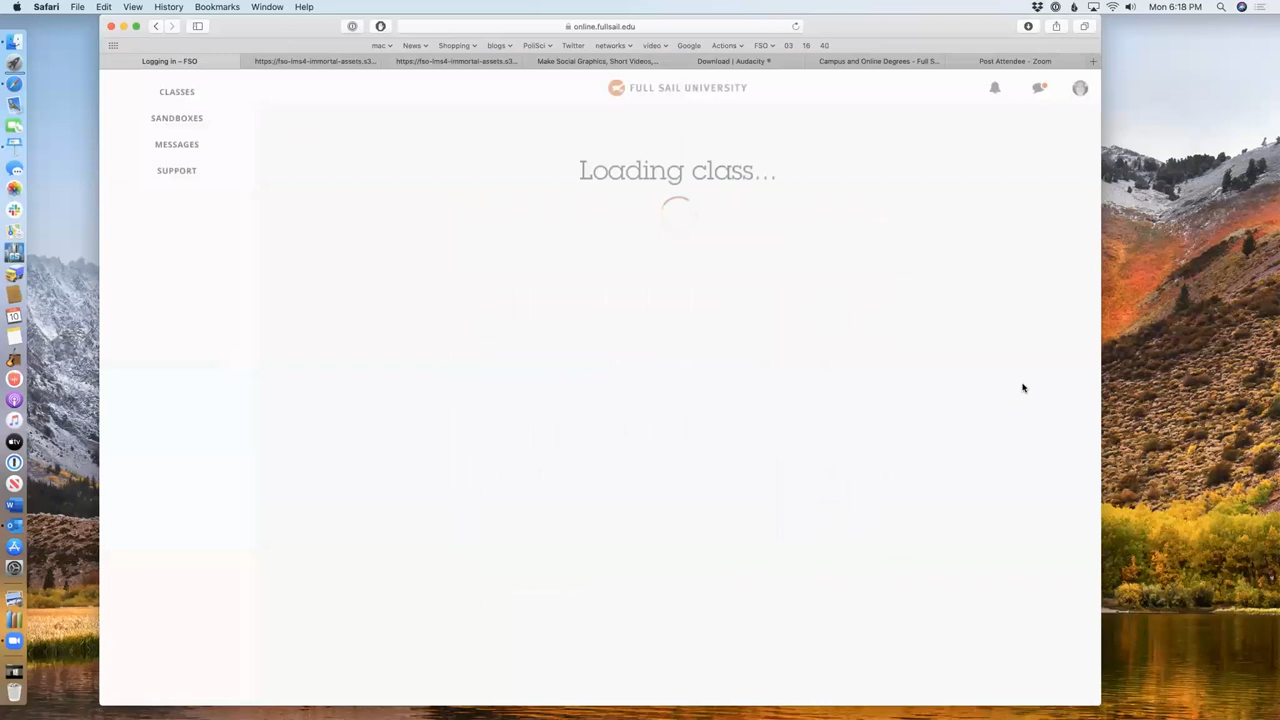 Safari File Edit View History Bookmarks Window Help Mon 6:18 PM
online.fullsail.edu
mac News Shopping blogs PoliSci Twitter networks video Google Actions FSO 03 16 40
Logging in – FSO https://fso-lms4-immortal-assets.s3... https://fso-lms4-immortal-assets.s3... Make Social Graphics, Short Videos,... Download | Audacity ® Campus and Online Degrees - Full S... Post Attendee - Zoom
CLASSES
FULL SAIL UNIVERSITY
SANDBOXES
MESSAGES
SUPPORT
Loading class...
10